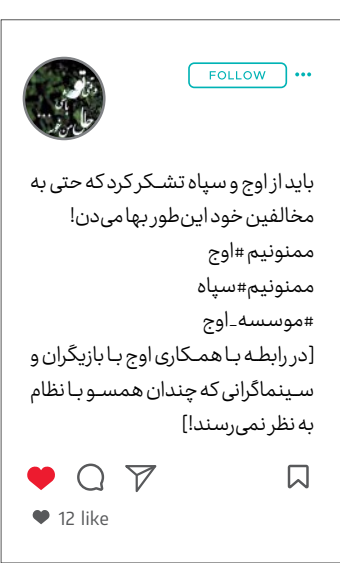 FOLLOW
باید از اوج و سپاه تشکر کرد که حتی به
مخالفین خود این‌طور بها می‌دن!
ممنونیم #اوج
ممنونیم#سپاه
#موسسه_اوج
[در رابطه با همکاری اوج با بازیگران و
سینماگرانی که چندان همسو با نظام
به نظر نمی‌رسند!]
12 like